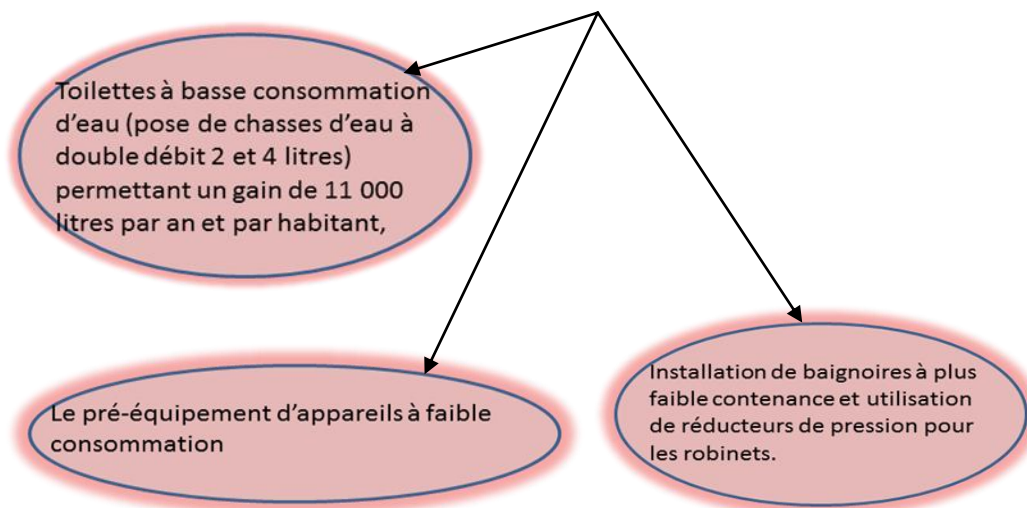 Toilettes à basse consommation
d’eau (pose de chasses d’eau à
double débit 2 et 4 litres)
permettant un gain de 11 000
litres par an et par habitant,
Le pré-équipement d’appareils à faible
consommation
Installation de baignoires à plus
faible contenance et utilisation
de réducteurs de pression pour
les robinets.